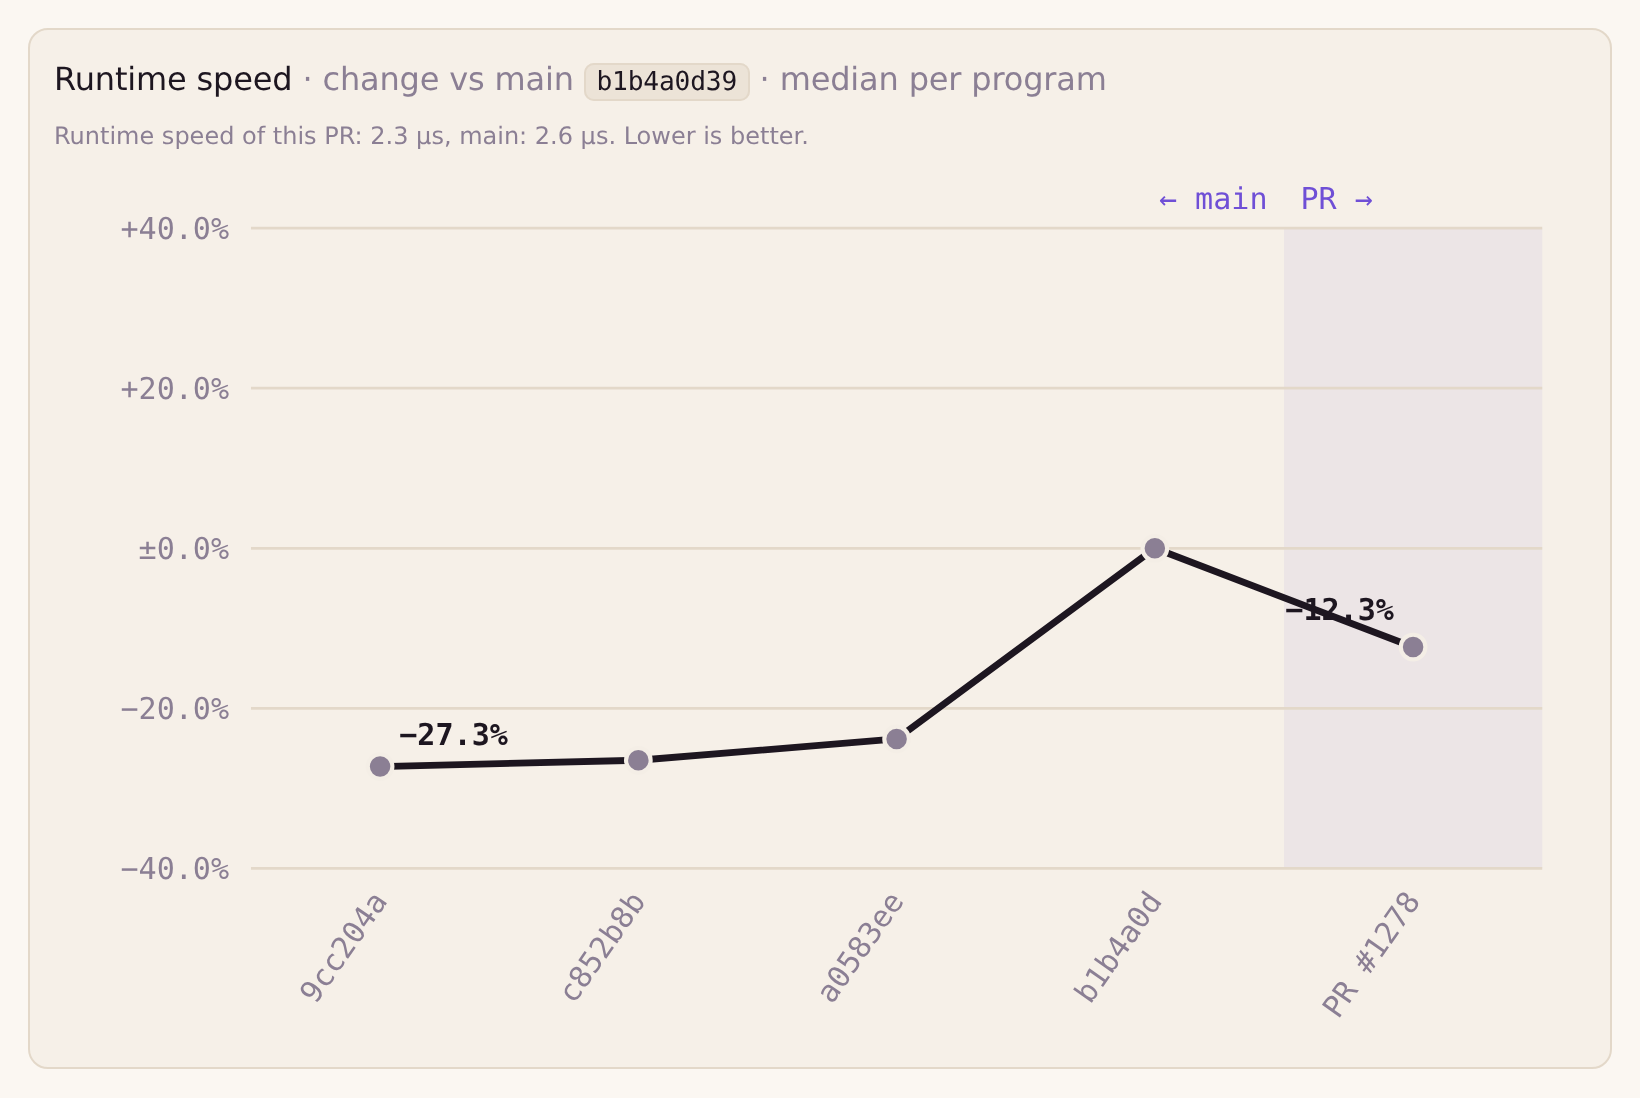 Runtime speed · change vs main b1b4a0d39 · median per program
Runtime speed of this PR: 2.3 µs, main: 2.6 µs. Lower is better.
← main PR →
+40.0%
+20.0%
±0.0%
−12.3%
−20.0%
−27.3%
−40.0%
9cc204a
c852b8b
a0583ee
b1b4a0d
PR #1278